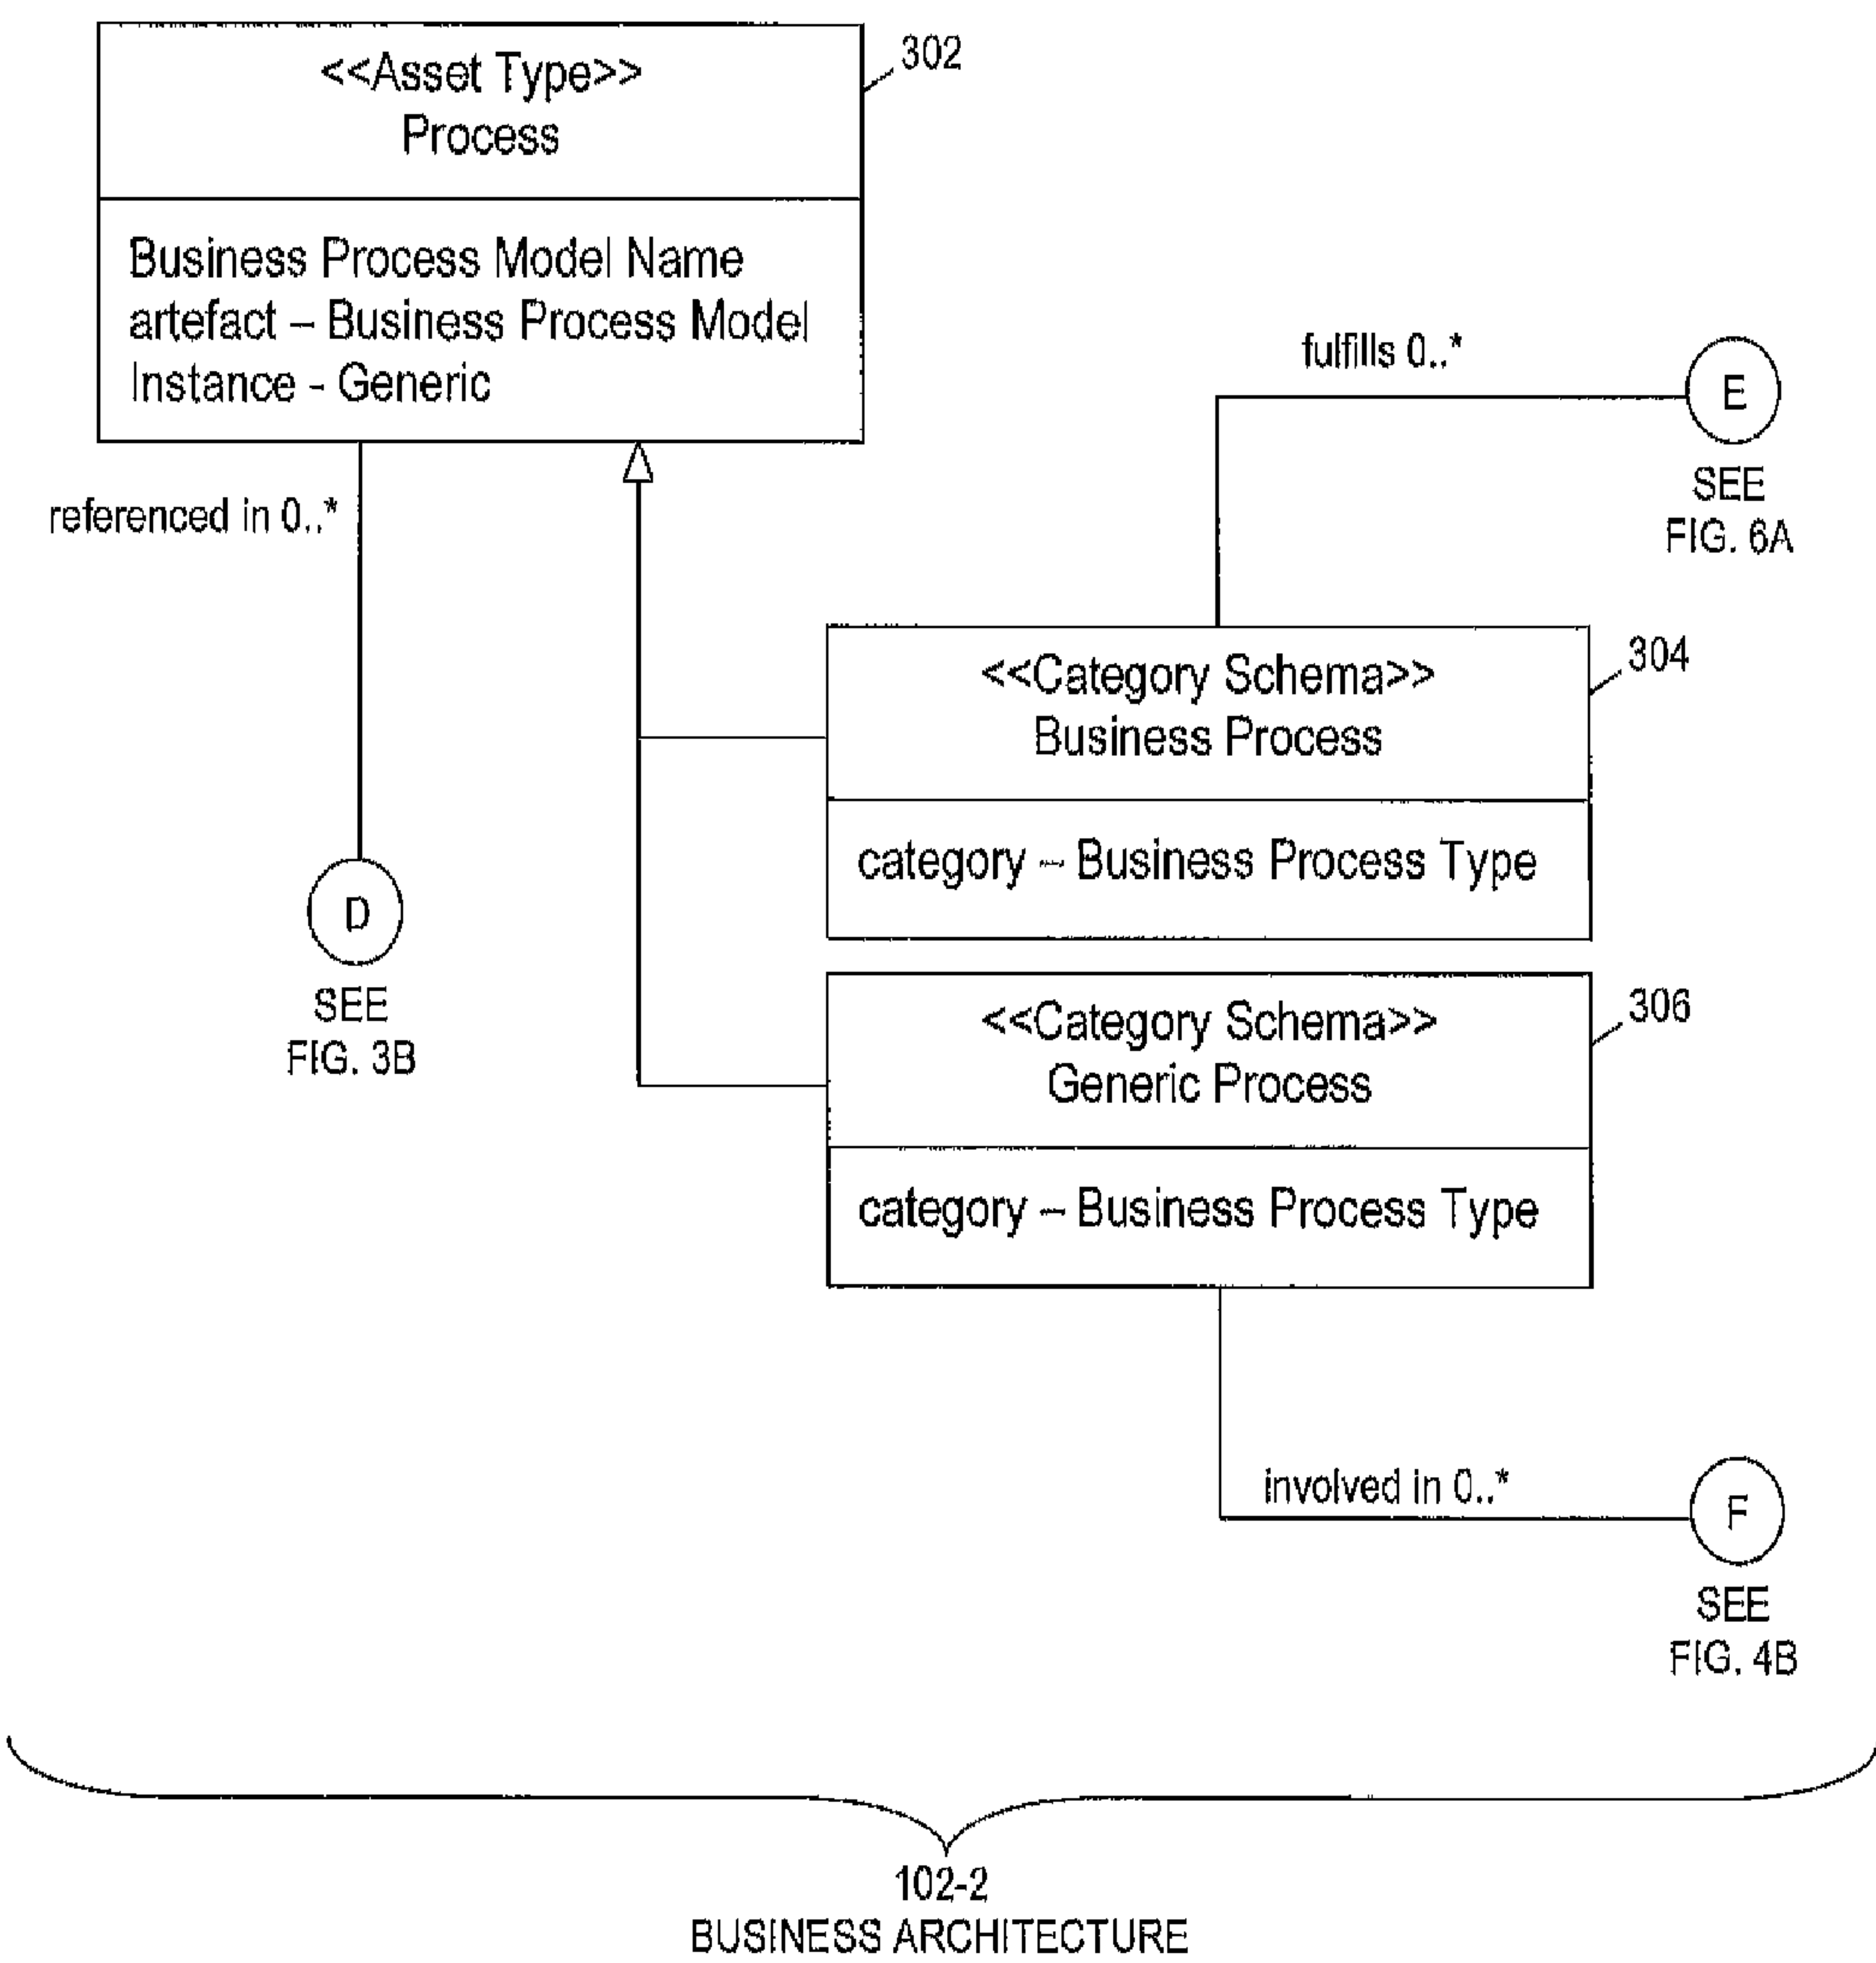 <<Asset Type>>
Process
302
Business Process Model Name
artefact – Business Process Model
Instance - Generic
referenced in 0..*
D
SEE
FIG. 3B
fulfills 0..*
E
SEE
FIG. 6A
<<Category Schema>>
Business Process
304
category – Business Process Type
<<Category Schema>>
Generic Process
306
category – Business Process Type
involved in 0..*
F
SEE
FIG. 4B
102-2
BUSINESS ARCHITECTURE